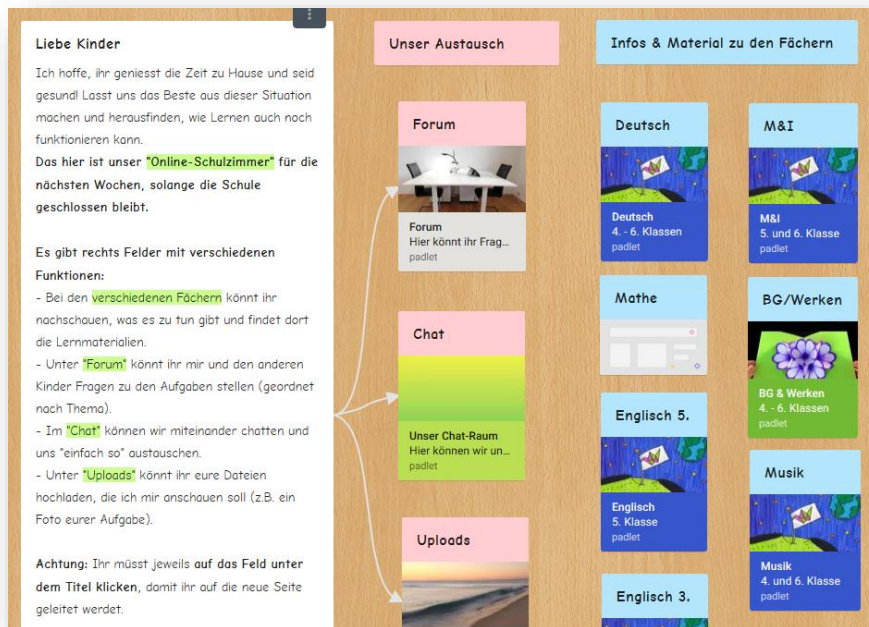 Liebe Kinder
Ich hoffe, ihr geniesst die Zeit zu Hause und seid
gesund! Lasst uns das Beste aus dieser Situation
machen und herausfinden, wie Lernen auch noch
funktionieren kann.
Das hier ist unser "Online-Schulzimmer" für die
nächsten Wochen, solange die Schule
geschlossen bleibt.
Es gibt rechts Felder mit verschiedenen
Funktionen:
- Bei den verschiedenen Fächern könnt ihr
nachschauen, was es zu tun gibt und findet dort
die Lernmaterialien.
- Unter "Forum" könnt ihr mir und den anderen
Kinder Fragen zu den Aufgaben stellen (geordnet
nach Thema).
- Im "Chat" können wir miteinander chatten und
uns "einfach so" austauschen.
- Unter "Uploads" könnt ihr eure Dateien
hochladen, die ich mir anschauen soll (z.B. ein
Foto eurer Aufgabe).
Achtung: Ihr müsst jeweils auf das Feld unter
dem Titel klicken, damit ihr auf die neue Seite
geleitet werdet.
Unser Austausch
Forum
Forum
Hier könnt ihr Frag...
padlet
Chat
Unser Chat-Raum
Hier können wir un...
padlet
Uploads
Infos & Material zu den Fächern
Deutsch
Deutsch
4. - 6. Klassen
padlet
Mathe
Englisch 5.
Englisch
5. Klasse
padlet
Englisch 3.
M&I
M&I
5. und 6. Klasse
padlet
BG/Werken
BG & Werken
4. - 6. Klassen
padlet
Musik
Musik
4. und 6. Klasse
padlet